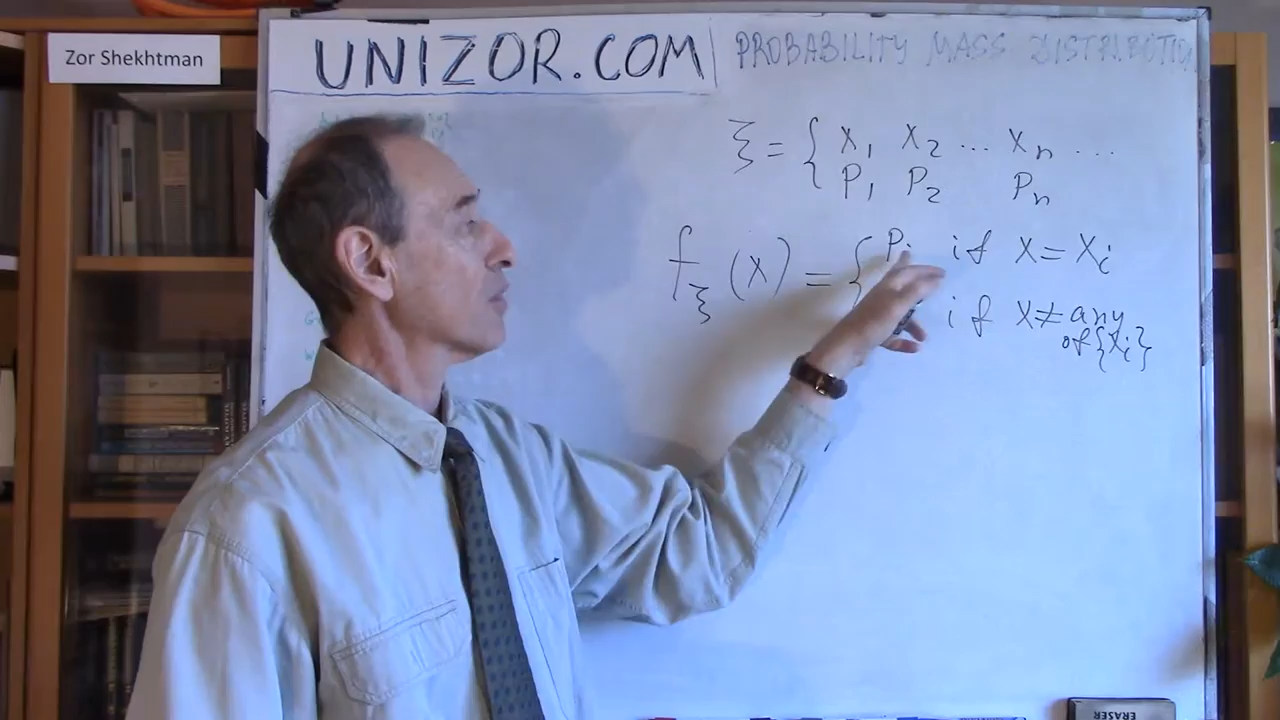 Zor Shekhtman
UNIZOR.COM
PROBABILITY MASS DISTRIBUTION
ξ = { X₁ X₂ ... Xₙ ...
P₁ P₂ Pₙ
f_ξ (X) = { Pᵢ if X = Xᵢ
if X ≠ any
of {Xᵢ}
ERASER